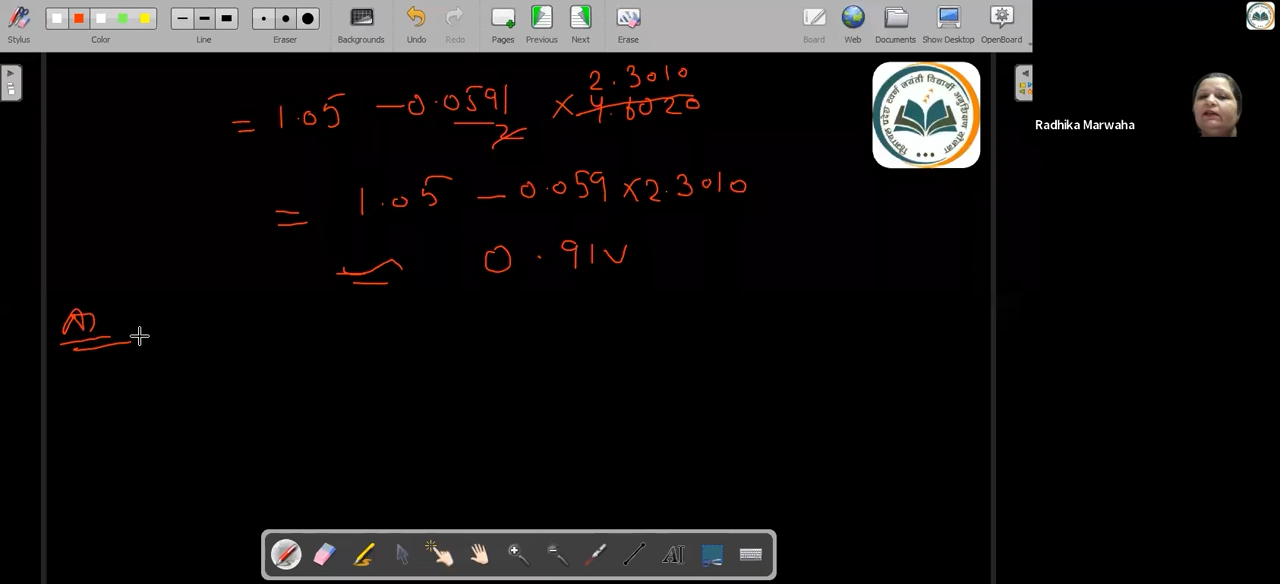 Stylus Color Line Eraser Backgrounds Undo Redo Pages Previous Next Erase Board Web Documents Show Desktop OpenBoard
2.3010
= 1.05 - 0.0591 × 4.6020
2
= 1.05 - 0.059 × 2.3010
0.91V
Radhika Marwaha
AI